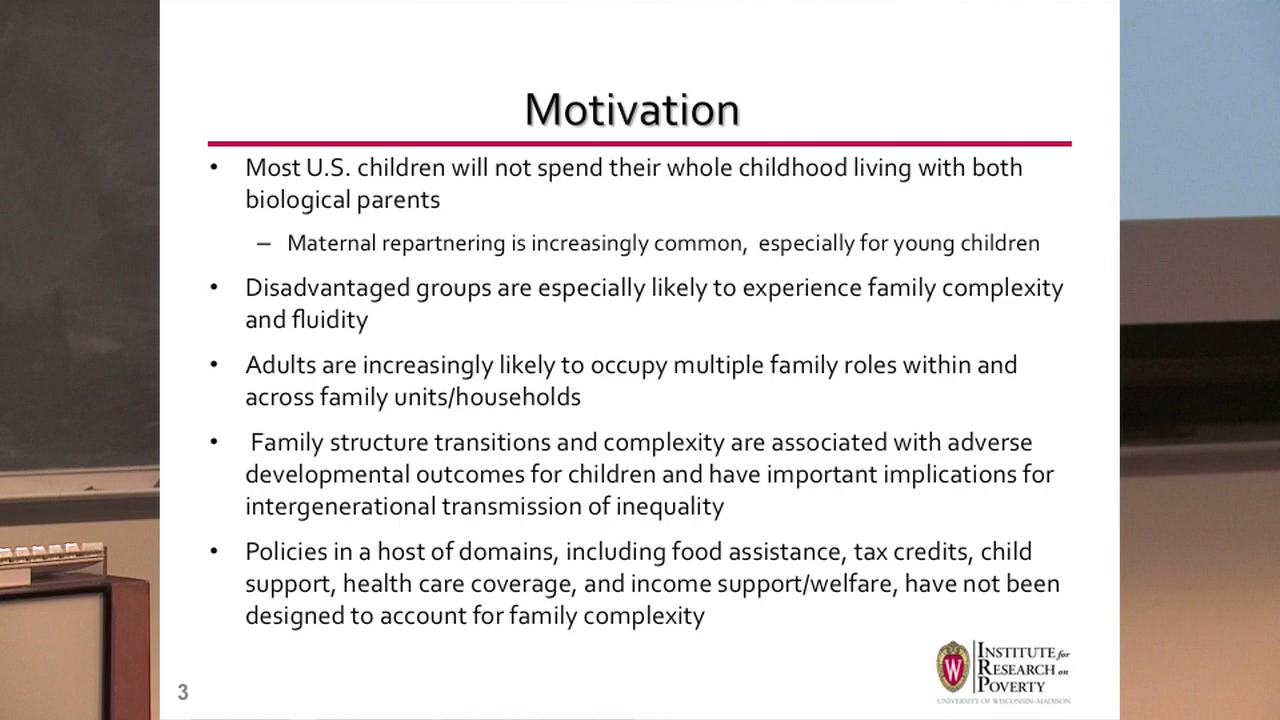 Motivation
• Most U.S. children will not spend their whole childhood living with both
biological parents
– Maternal repartnering is increasingly common, especially for young children
• Disadvantaged groups are especially likely to experience family complexity
and fluidity
• Adults are increasingly likely to occupy multiple family roles within and
across family units/households
• Family structure transitions and complexity are associated with adverse
developmental outcomes for children and have important implications for
intergenerational transmission of inequality
• Policies in a host of domains, including food assistance, tax credits, child
support, health care coverage, and income support/welfare, have not been
designed to account for family complexity
3
W
INSTITUTE for
RESEARCH on
POVERTY
UNIVERSITY OF WISCONSIN–MADISON